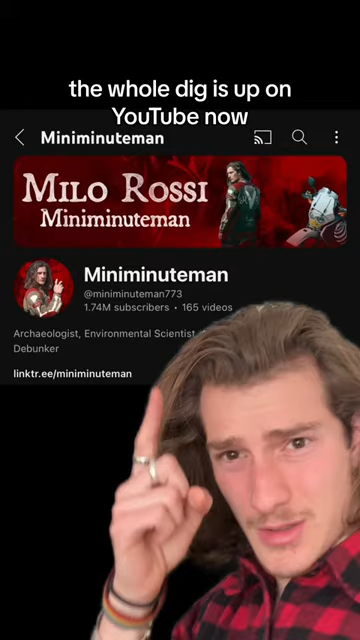 the whole dig is up on
YouTube now
Miniminuteman
MILO ROSSI
Miniminuteman
Miniminuteman
@miniminuteman773
1.74M subscribers • 165 videos
Archaeologist, Environmental Scientist,
Debunker
linktr.ee/miniminuteman